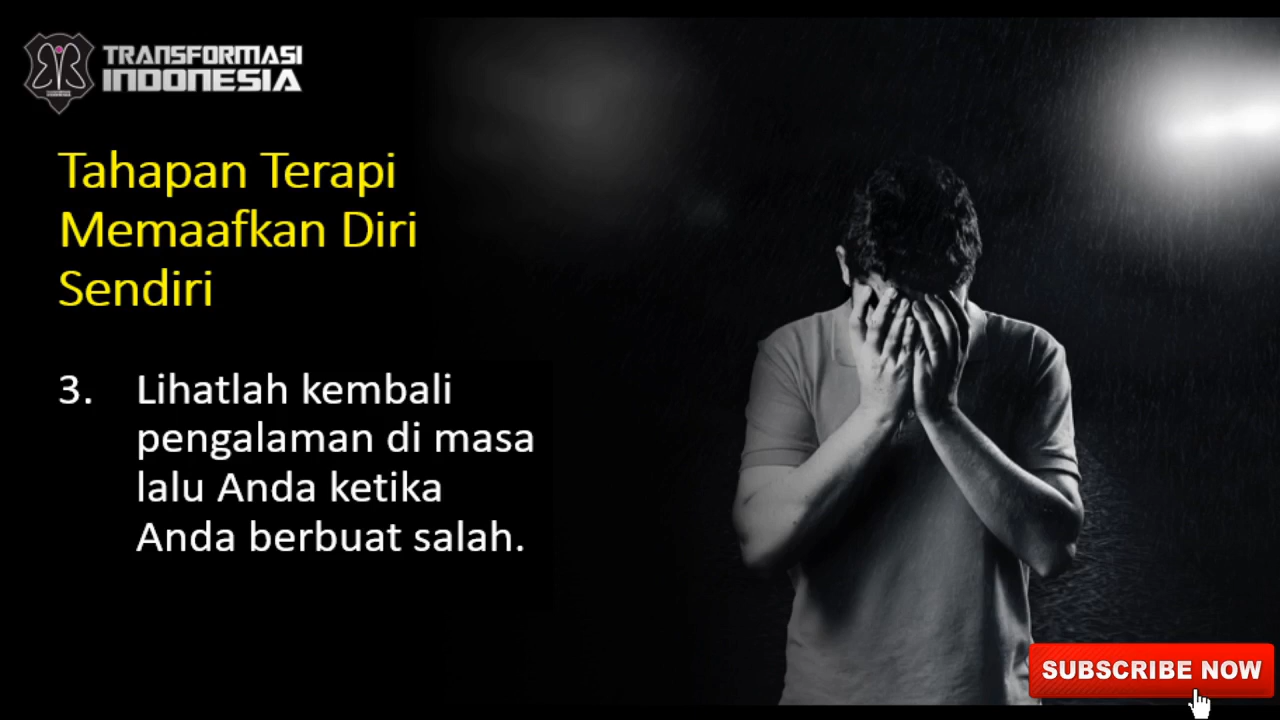 TRANSFORMASI
INDONESIA
Tahapan Terapi
Memaafkan Diri
Sendiri
3. Lihatlah kembali
pengalaman di masa
lalu Anda ketika
Anda berbuat salah.
SUBSCRIBE NOW